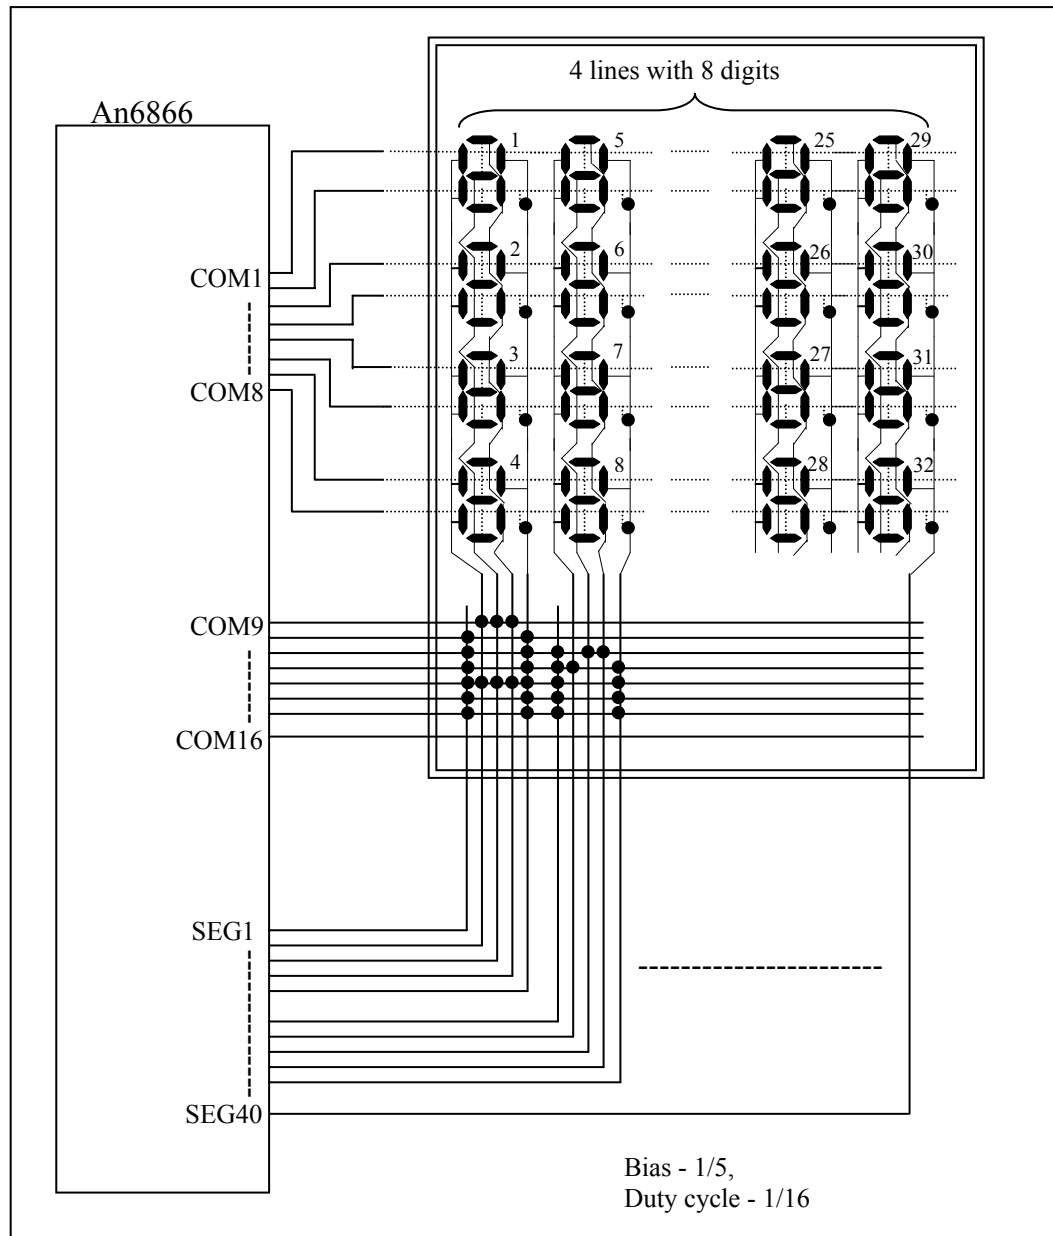 4 lines with 8 digits
An6866
1 5 25 29
COM1
2 6 26 30
3 7 27 31
COM8
4 8 28 32
COM9
COM16
SEG1
SEG40
Bias - 1/5,
Duty cycle - 1/16